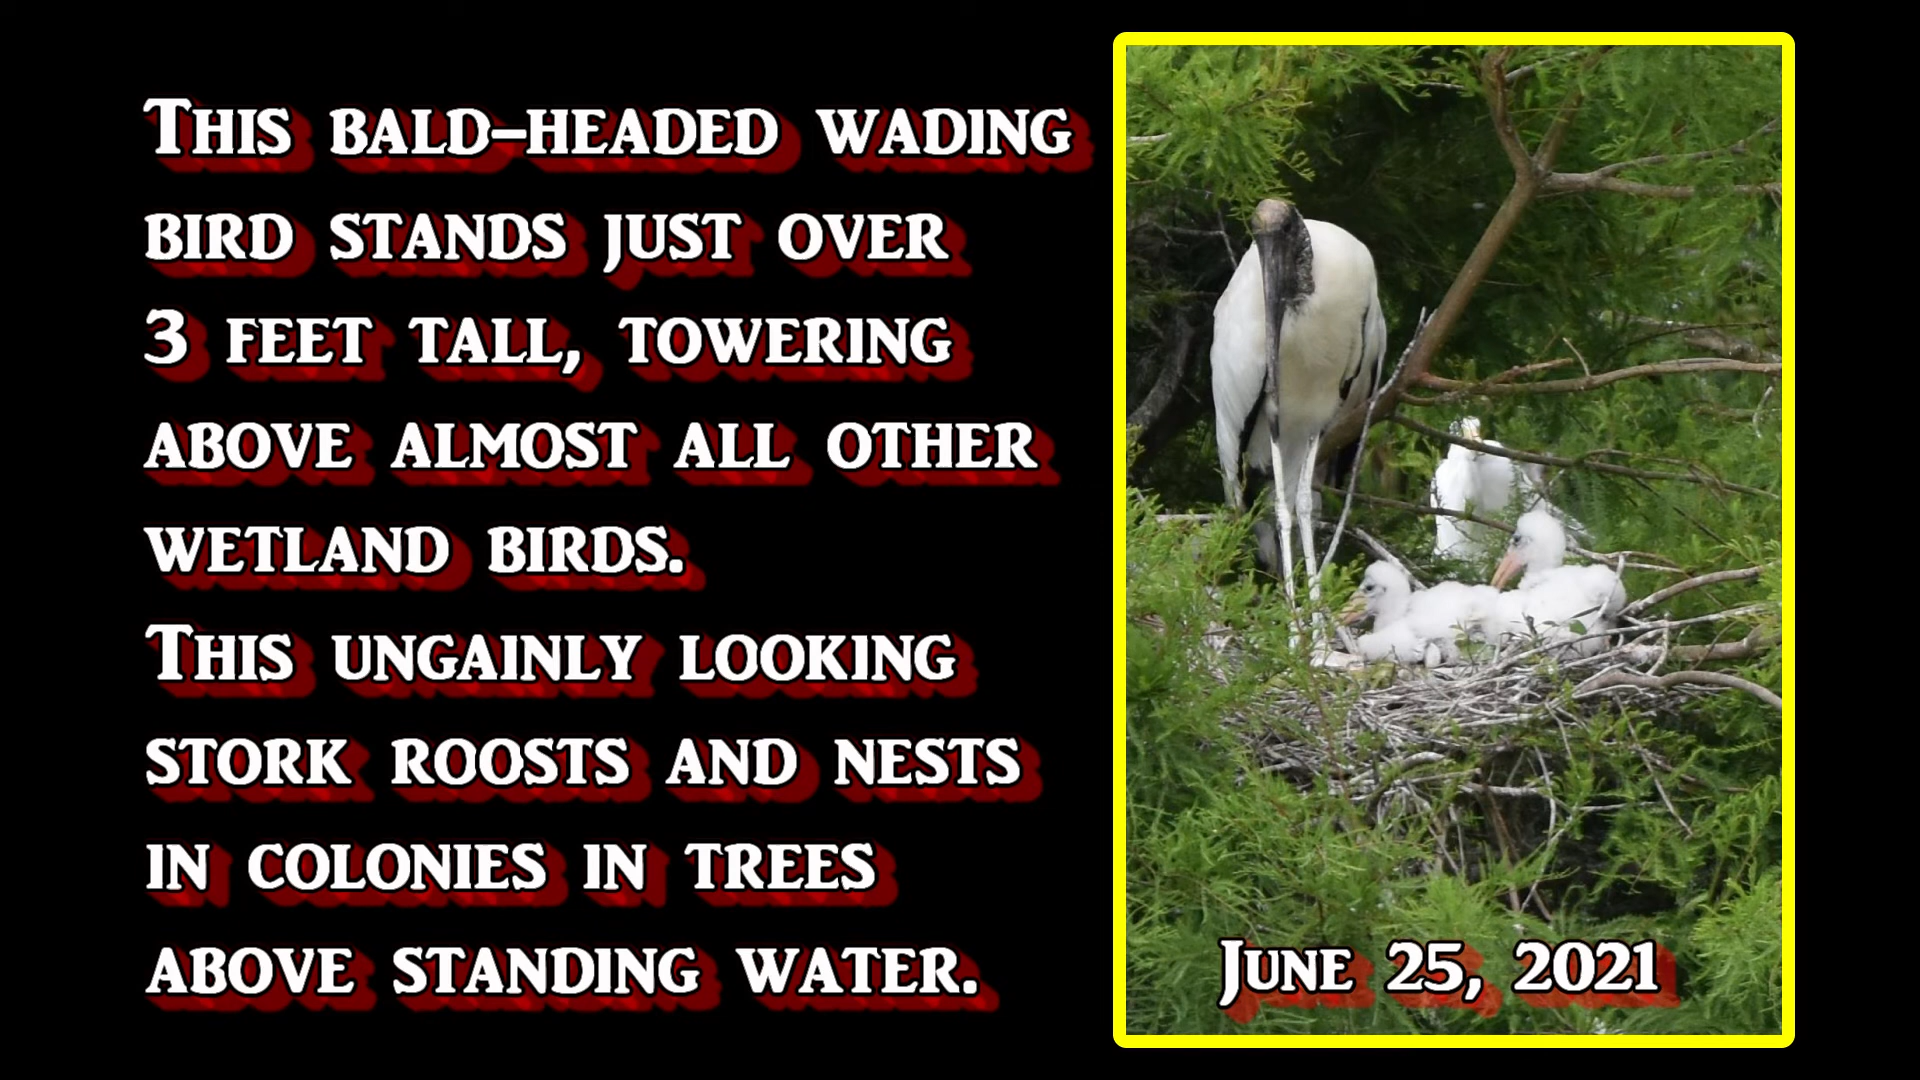 This bald-headed wading
bird stands just over
3 feet tall, towering
above almost all other
wetland birds.
This ungainly looking
stork roosts and nests
in colonies in trees
above standing water.
June 25, 2021